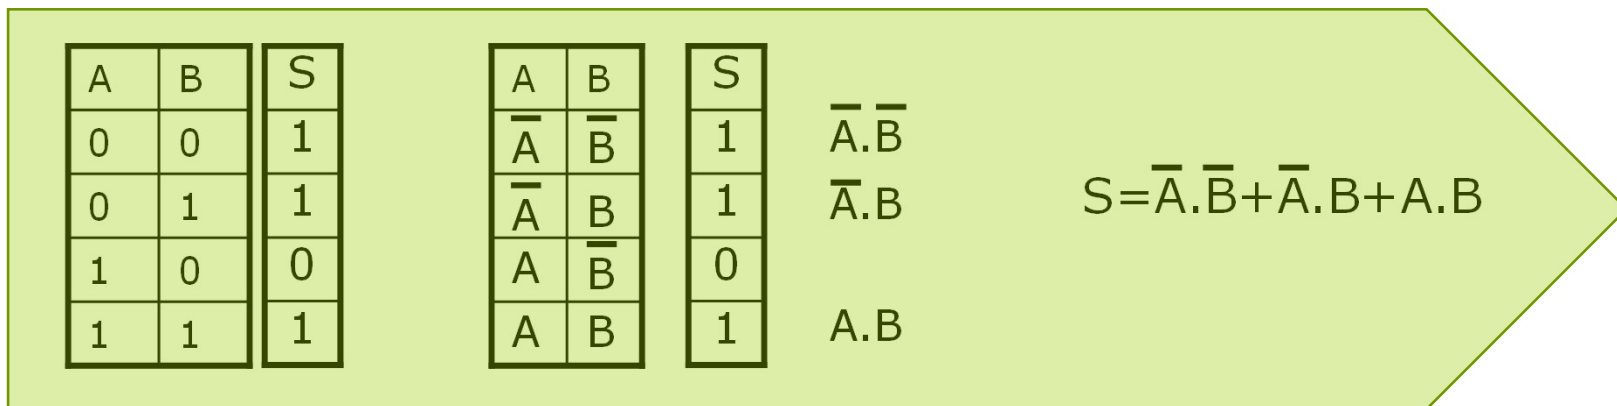 A B S A B S
0 0 1 A̅ B̅ 1 A̅.B̅
0 1 1 A̅ B 1 A̅.B
S=A̅.B̅+A̅.B+A.B
1 0 0 A B̅ 0
1 1 1 A B 1 A.B